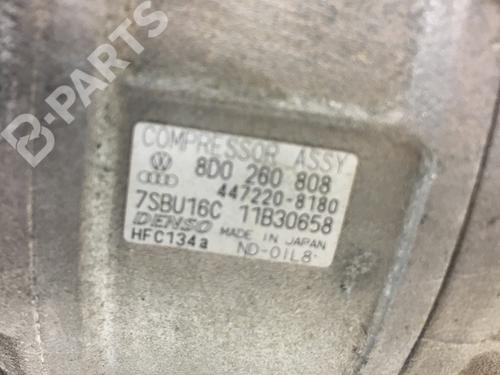 COMPRESSOR ASSY
8D0 260 808
447220-8180
7SBU16C 11B30658
DENSO MADE IN JAPAN
HFC134a ND-OIL8
B-PARTS